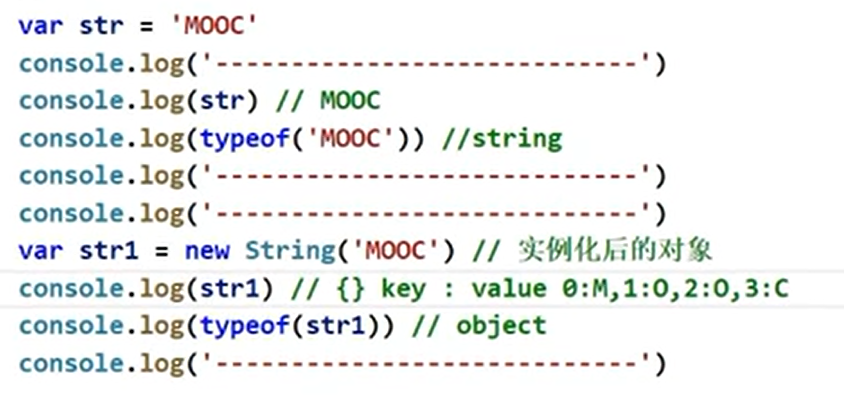 var str = 'MOOC'
console.log('----------------------------')
console.log(str) // MOOC
console.log(typeof('MOOC')) //string
console.log('----------------------------')
console.log('----------------------------')
var str1 = new String('MOOC') // 实例化后的对象
console.log(str1) // {} key : value 0:M,1:O,2:O,3:C
console.log(typeof(str1)) // object
console.log('----------------------------')